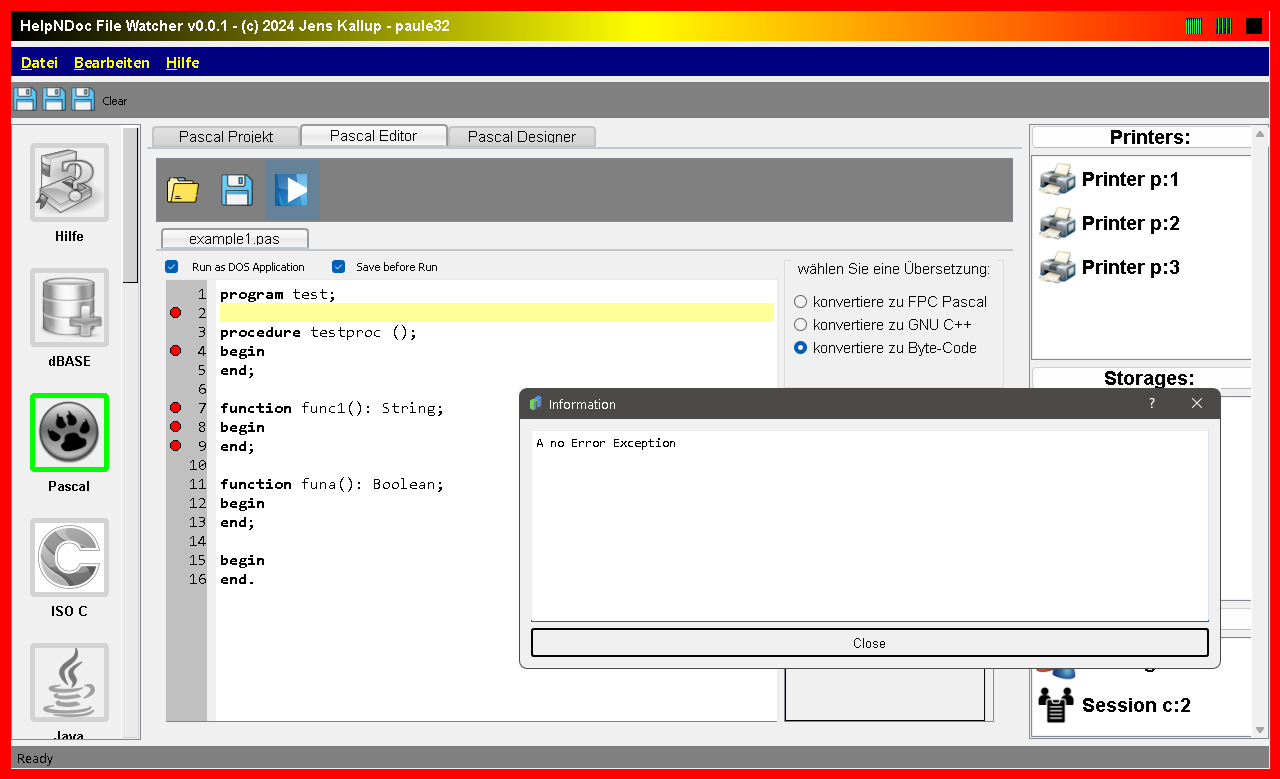 HelpNDoc File Watcher v0.0.1 - (c) 2024 Jens Kallup - paule32
Datei Bearbeiten Hilfe
Clear
Hilfe
dBASE
Pascal
ISO C
Java
Pascal Projekt Pascal Editor Pascal Designer
example1.pas
Run as DOS Application Save before Run
1 program test;
2
3 procedure testproc ();
4 begin
5 end;
6
7 function func1(): String;
8 begin
9 end;
10
11 function funa(): Boolean;
12 begin
13 end;
14
15 begin
16 end.
wählen Sie eine Übersetzung:
konvertiere zu FPC Pascal
konvertiere zu GNU C++
konvertiere zu Byte-Code
Information
?
A no Error Exception
Close
Printers:
Printer p:1
Printer p:2
Printer p:3
Storages:
Session c:2
Ready